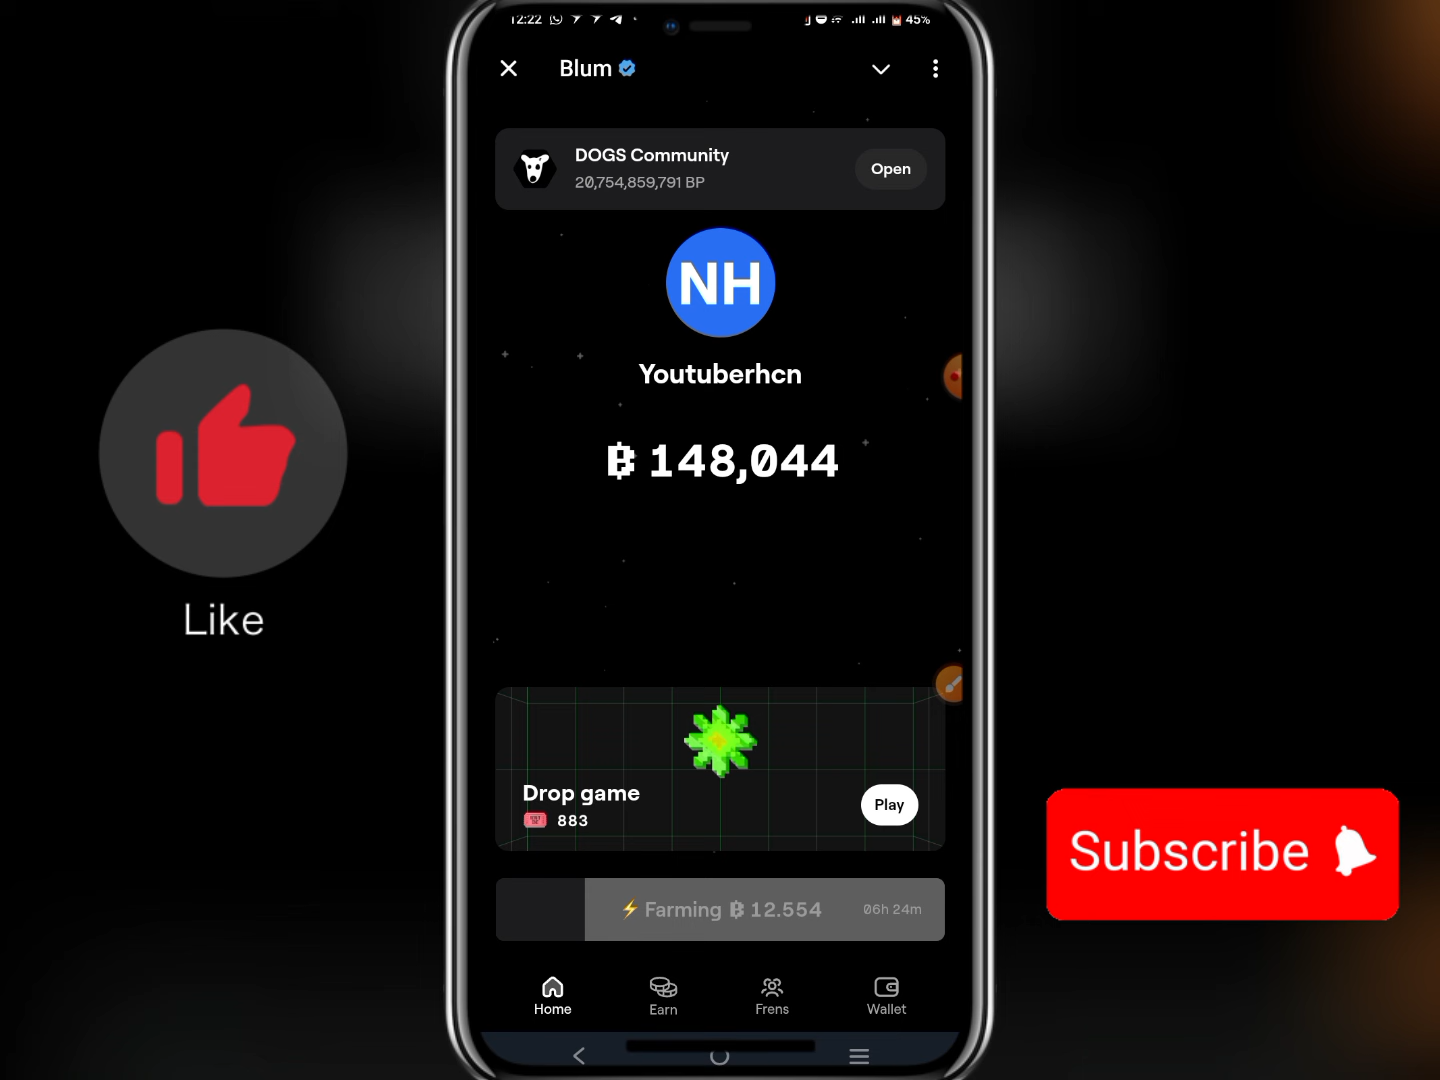 12:22
45%
Blum
DOGS Community
20,754,859,791 BP
Open
NH
Youtuberhcn
148,044
Like
Drop game
883
Play
Subscribe
Farming 12.554
06h 24m
Home
Earn
Frens
Wallet